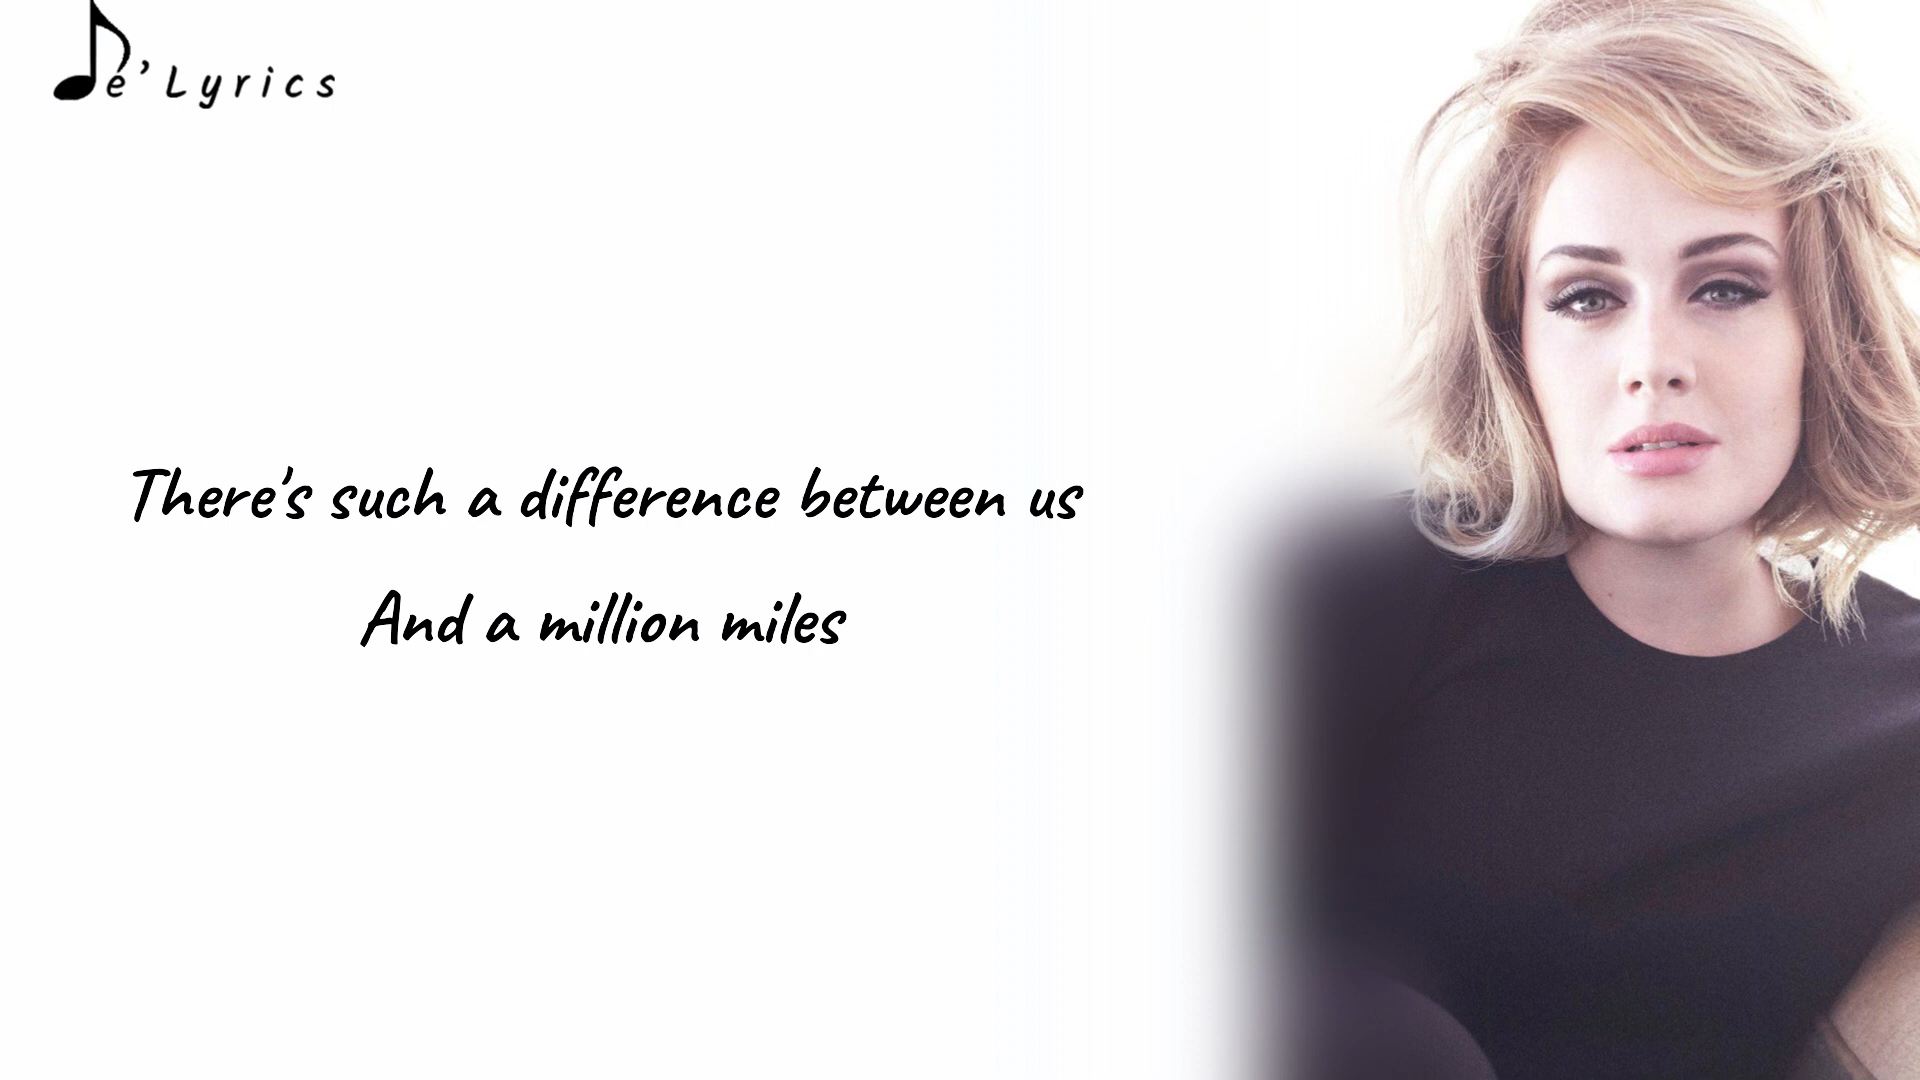 é' Lyrics
There's such a difference between us
And a million miles